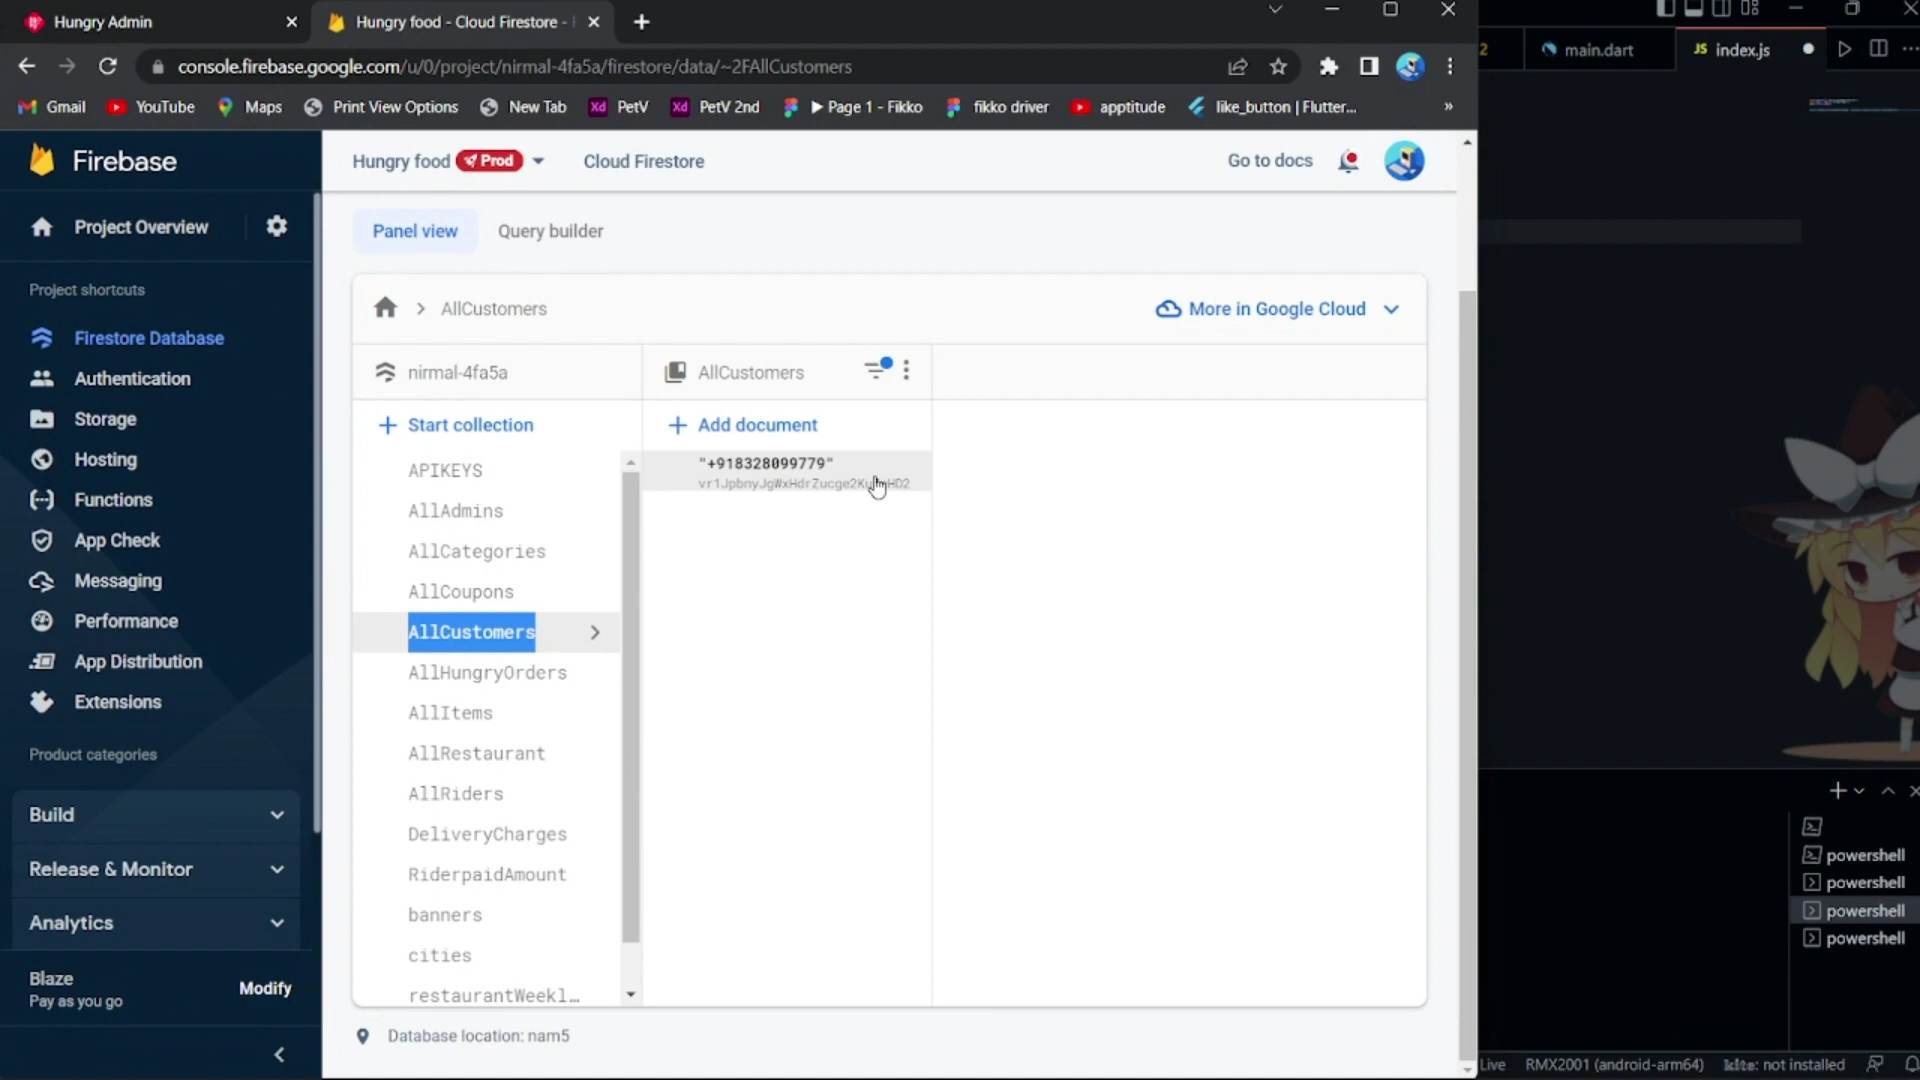 Hungry Admin
Hungry food - Cloud Firestore -
console.firebase.google.com/u/0/project/nirmal-4fa5a/firestore/data/~2FAllCustomers
Gmail
YouTube
Maps
Print View Options
New Tab
Xd PetV
Xd PetV 2nd
▶ Page 1 - Fikko
fikko driver
apptitude
like_button | Flutter...
»
2
main.dart
JS index.js
Firebase
Hungry food Prod
Cloud Firestore
Go to docs
Project Overview
Project shortcuts
Firestore Database
Authentication
Storage
Hosting
Functions
App Check
Messaging
Performance
App Distribution
Extensions
Product categories
Build
Release & Monitor
Analytics
Blaze
Pay as you go
Modify
Panel view
Query builder
AllCustomers
More in Google Cloud
nirmal-4fa5a
AllCustomers
+ Start collection
+ Add document
APIKEYS
AllAdmins
AllCategories
AllCoupons
AllCustomers
AllHungryOrders
AllItems
AllRestaurant
AllRiders
DeliveryCharges
RiderpaidAmount
banners
cities
restaurantWeekl…
"+918328099779"
Database location: nam5
powershell
powershell
powershell
powershell
Live
RMX2001 (android-arm64)
kite: not installed